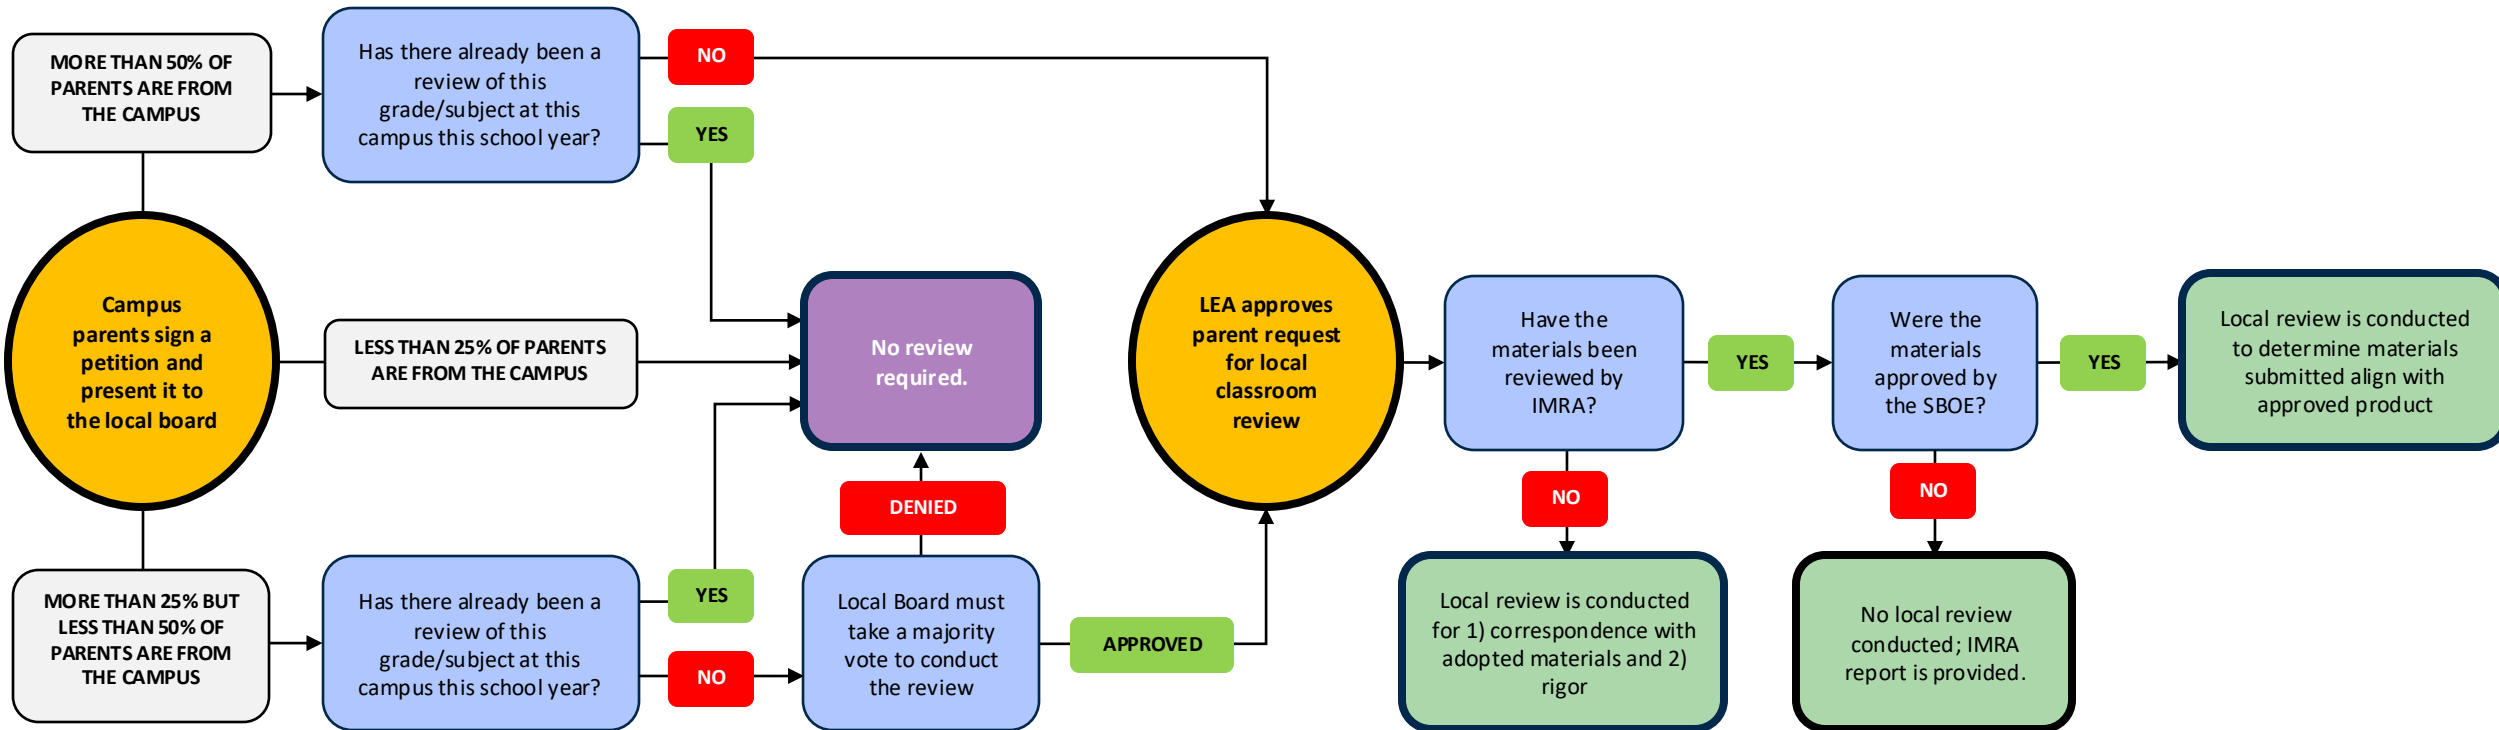 MORE THAN 50% OF
PARENTS ARE FROM
THE CAMPUS
Has there already been a
review of this
grade/subject at this
campus this school year?
NO
YES
Campus
parents sign a
petition and
present it to
the local board
LESS THAN 25% OF PARENTS
ARE FROM THE CAMPUS
No review
required.
LEA approves
parent request
for local
classroom
review
Have the
materials been
reviewed by
IMRA?
YES
Were the
materials
approved by
the SBOE?
YES
Local review is conducted
to determine materials
submitted align with
approved product
NO
NO
DENIED
MORE THAN 25% BUT
LESS THAN 50% OF
PARENTS ARE FROM
THE CAMPUS
Has there already been a
review of this
grade/subject at this
campus this school year?
YES
NO
Local Board must
take a majority
vote to conduct
the review
APPROVED
Local review is conducted
for 1) correspondence with
adopted materials and 2)
rigor
No local review
conducted; IMRA
report is provided.